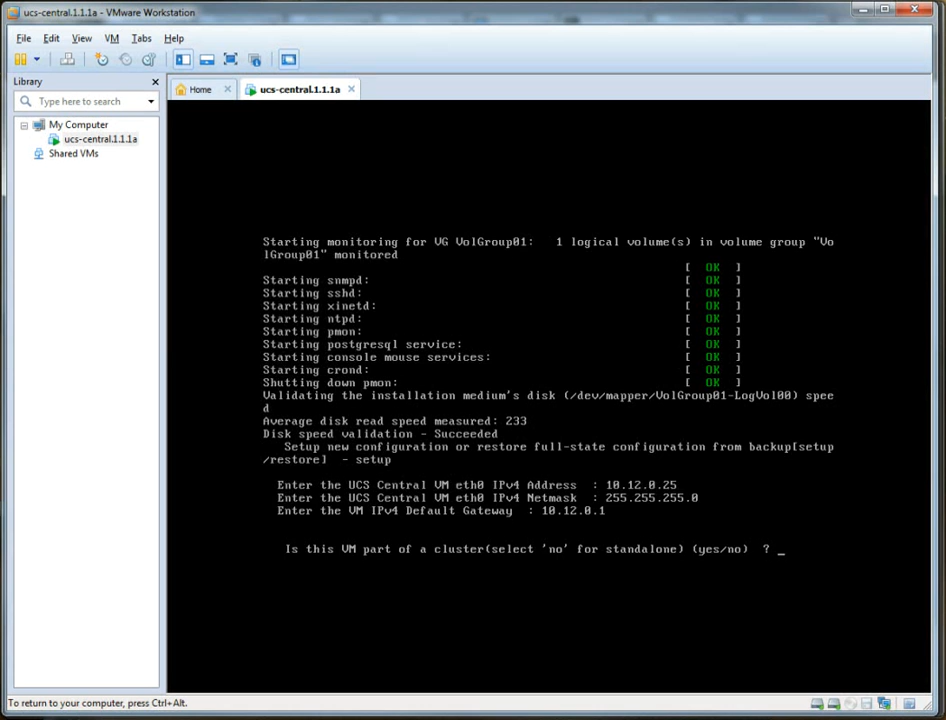 ucs-central.1.1.1a - VMware Workstation
File Edit View VM Tabs Help
Library
Home
ucs-central.1.1.1a
Type here to search
My Computer
ucs-central.1.1.1a
Shared VMs
Starting monitoring for VG VolGroup01:   1 logical volume(s) in volume group "Vo
lGroup01" monitored
[  OK  ]
Starting snmpd: [  OK  ]
Starting sshd: [  OK  ]
Starting xinetd: [  OK  ]
Starting ntpd: [  OK  ]
Starting pmon: [  OK  ]
Starting postgresql service: [  OK  ]
Starting console mouse services: [  OK  ]
Starting crond: [  OK  ]
Shutting down pmon: [  OK  ]
Validating the installation medium's disk (/dev/mapper/VolGroup01-LogVol00) spee
d
Average disk read speed measured: 233
Disk speed validation - Succeeded
Setup new configuration or restore full-state configuration from backup[setup
/restore]  - setup
Enter the UCS Central VM eth0 IPv4 Address  : 10.12.0.25
Enter the UCS Central VM eth0 IPv4 Netmask  : 255.255.255.0
Enter the VM IPv4 Default Gateway  : 10.12.0.1
Is this VM part of a cluster(select 'no' for standalone) (yes/no)  ? _
To return to your computer, press Ctrl+Alt.